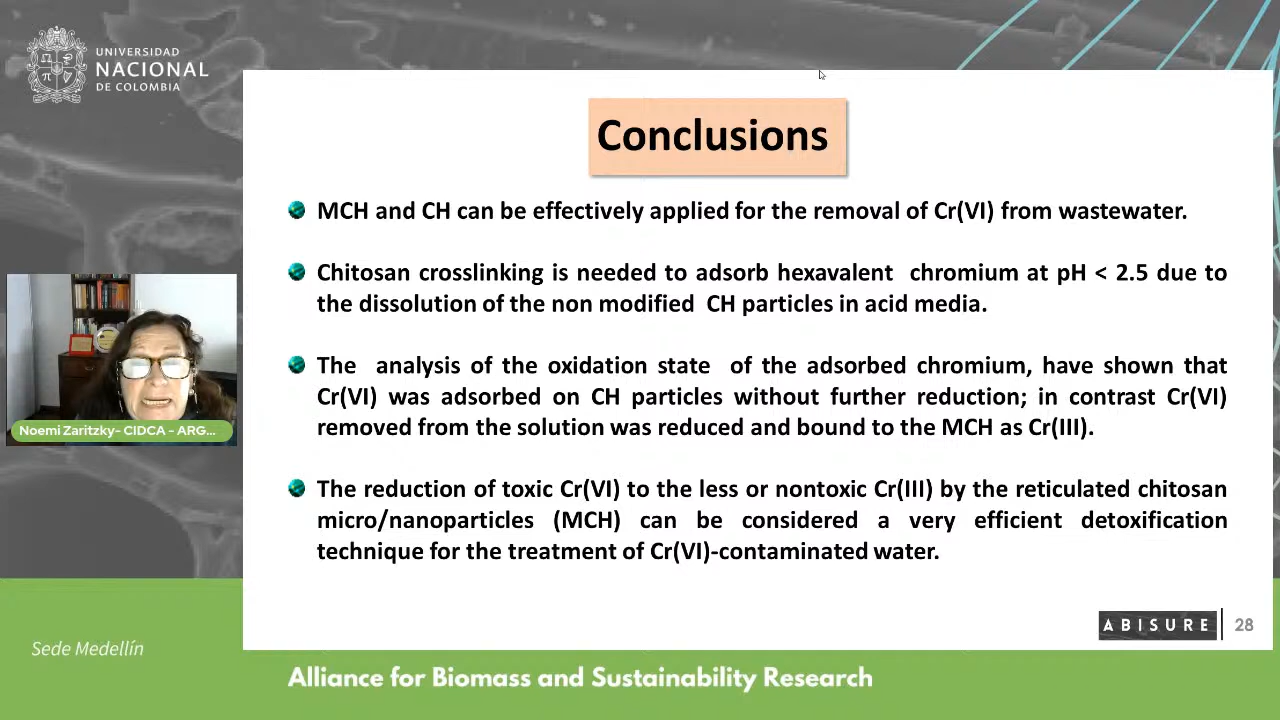 UNIVERSIDAD
NACIONAL
DE COLOMBIA
Conclusions
MCH and CH can be effectively applied for the removal of Cr(VI) from wastewater.
Chitosan crosslinking is needed to adsorb hexavalent chromium at pH < 2.5 due to
the dissolution of the non modified CH particles in acid media.
The analysis of the oxidation state of the adsorbed chromium, have shown that
Cr(VI) was adsorbed on CH particles without further reduction; in contrast Cr(VI)
removed from the solution was reduced and bound to the MCH as Cr(III).
The reduction of toxic Cr(VI) to the less or nontoxic Cr(III) by the reticulated chitosan
micro/nanoparticles (MCH) can be considered a very efficient detoxification
technique for the treatment of Cr(VI)-contaminated water.
Noemi Zaritzky- CIDCA - ARG...
ABISURE
28
Sede Medellín
Alliance for Biomass and Sustainability Research